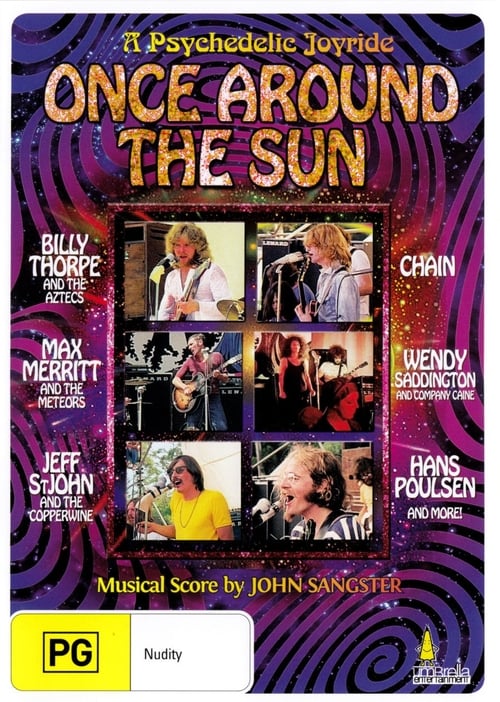 A Psychedelic Joyride
ONCE AROUND
THE SUN
BILLY
THORPE
AND THE
AZTECS
CHAIN
MAX
MERRITT
AND THE
METEORS
WENDY
SADDINGTON
AND COMPANY CAINE
JEFF
STJOHN
AND THE
COPPERWINE
HANS
POULSEN
AND MORE!
LENARD
Musical Score by JOHN SANGSTER
PG
Nudity
umbrella
entertainment